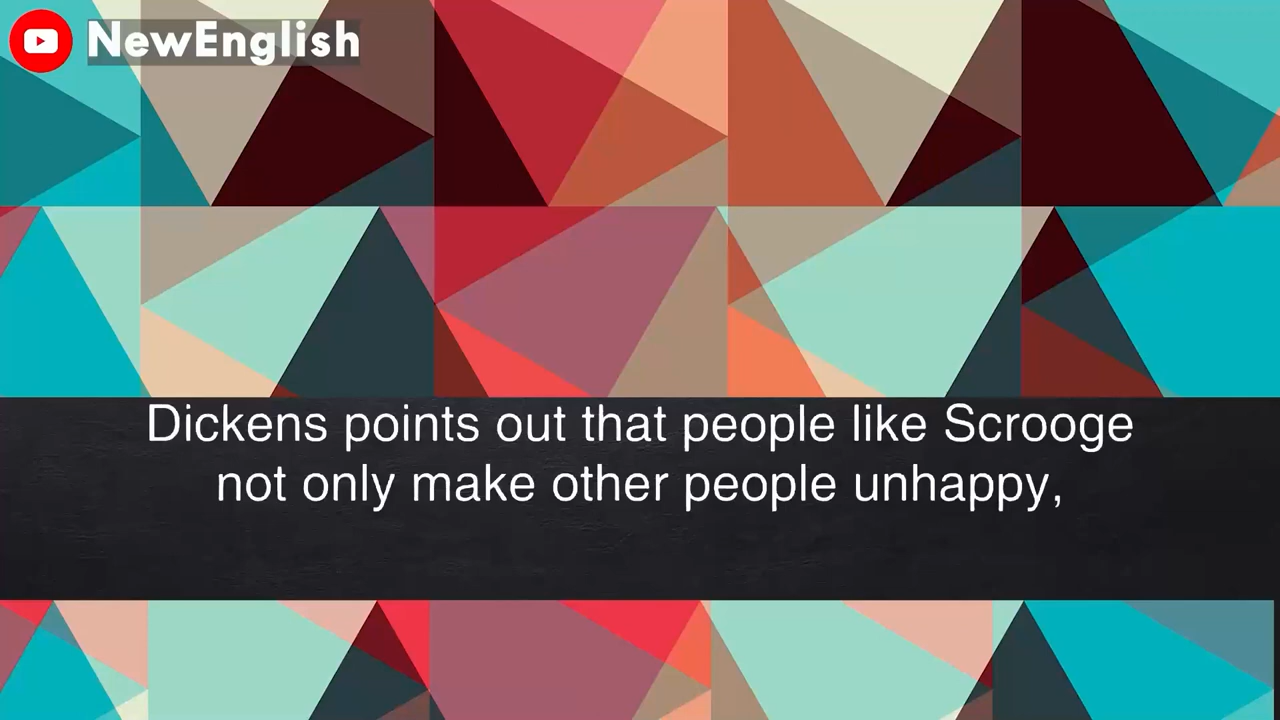 NewEnglish
Dickens points out that people like Scrooge
not only make other people unhappy,